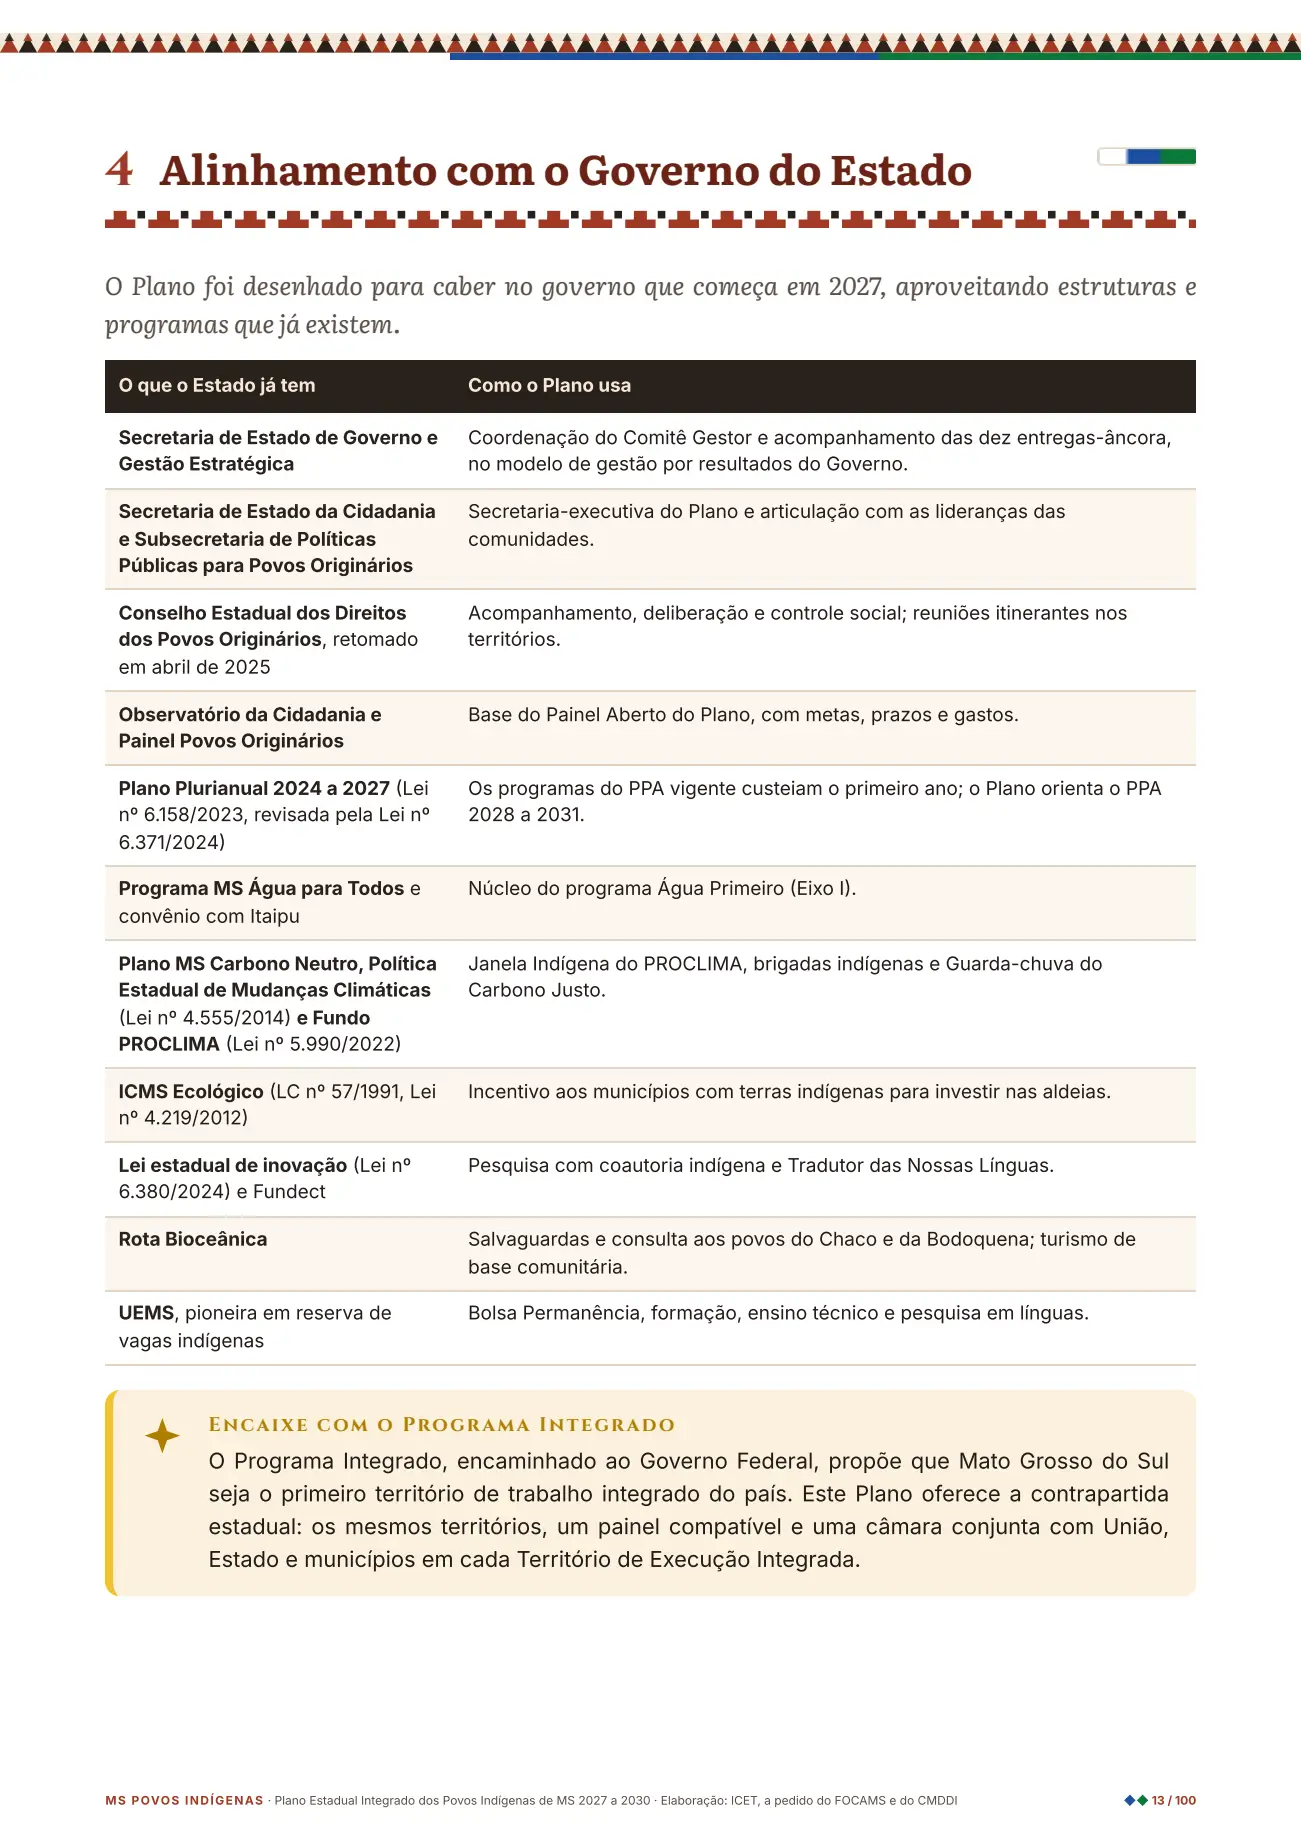 4 Alinhamento com o Governo do Estado
O Plano foi desenhado para caber no governo que começa em 2027, aproveitando estruturas e
programas que já existem.
O que o Estado já tem
Como o Plano usa
Secretaria de Estado de Governo e
Gestão Estratégica
Coordenação do Comitê Gestor e acompanhamento das dez entregas-âncora,
no modelo de gestão por resultados do Governo.
Secretaria de Estado da Cidadania
e Subsecretaria de Políticas
Públicas para Povos Originários
Secretaria-executiva do Plano e articulação com as lideranças das
comunidades.
Conselho Estadual dos Direitos
dos Povos Originários, retomado
em abril de 2025
Acompanhamento, deliberação e controle social; reuniões itinerantes nos
territórios.
Observatório da Cidadania e
Painel Povos Originários
Base do Painel Aberto do Plano, com metas, prazos e gastos.
Plano Plurianual 2024 a 2027 (Lei
nº 6.158/2023, revisada pela Lei nº
6.371/2024)
Os programas do PPA vigente custeiam o primeiro ano; o Plano orienta o PPA
2028 a 2031.
Programa MS Água para Todos e
convênio com Itaipu
Núcleo do programa Água Primeiro (Eixo I).
Plano MS Carbono Neutro, Política
Estadual de Mudanças Climáticas
(Lei nº 4.555/2014) e Fundo
PROCLIMA (Lei nº 5.990/2022)
Janela Indígena do PROCLIMA, brigadas indígenas e Guarda-chuva do
Carbono Justo.
ICMS Ecológico (LC nº 57/1991, Lei
nº 4.219/2012)
Incentivo aos municípios com terras indígenas para investir nas aldeias.
Lei estadual de inovação (Lei nº
6.380/2024) e Fundect
Pesquisa com coautoria indígena e Tradutor das Nossas Línguas.
Rota Bioceânica
Salvaguardas e consulta aos povos do Chaco e da Bodoquena; turismo de
base comunitária.
UEMS, pioneira em reserva de
vagas indígenas
Bolsa Permanência, formação, ensino técnico e pesquisa em línguas.
Encaixe com o Programa Integrado
O Programa Integrado, encaminhado ao Governo Federal, propõe que Mato Grosso do Sul
seja o primeiro território de trabalho integrado do país. Este Plano oferece a contrapartida
estadual: os mesmos territórios, um painel compatível e uma câmara conjunta com União,
Estado e municípios em cada Território de Execução Integrada.
MS POVOS INDÍGENAS · Plano Estadual Integrado dos Povos Indígenas de MS 2027 a 2030 · Elaboração: ICET, a pedido do FOCAMS e do CMDDI
13 / 100